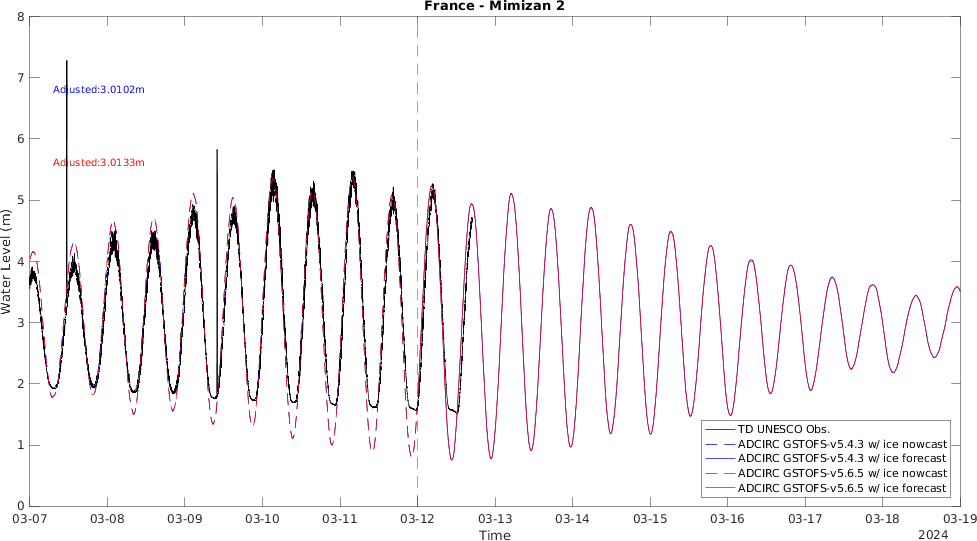 France - Mimizan 2
8
7
6
5
4
3
2
1
0
Water Level (m)
Adjusted:3.0102m
Adjusted:3.0133m
TD UNESCO Obs.
ADCIRC GSTOFS-v5.4.3 w/ ice nowcast
ADCIRC GSTOFS-v5.4.3 w/ ice forecast
ADCIRC GSTOFS-v5.6.5 w/ ice nowcast
ADCIRC GSTOFS-v5.6.5 w/ ice forecast
03-07 03-08 03-09 03-10 03-11 03-12 03-13 03-14 03-15 03-16 03-17 03-18 03-19
Time
2024